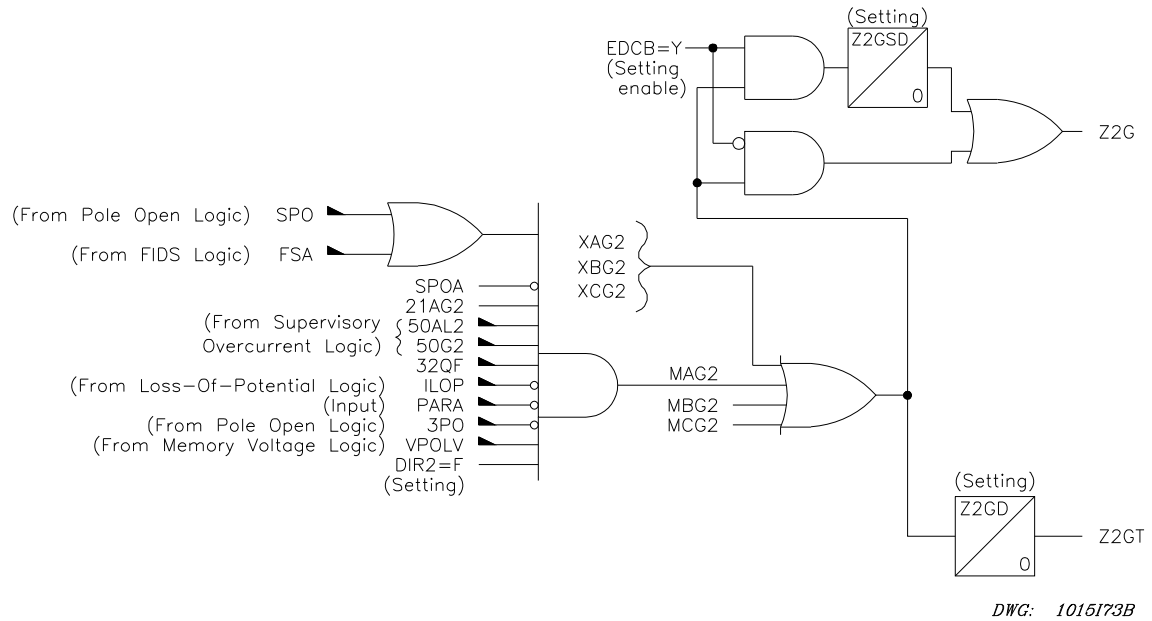 (Setting)
EDCB=Y
(Setting
enable)
Z2GSD
0
Z2G
(From Pole Open Logic) SPO
(From FIDS Logic) FSA
XAG2
XBG2
XCG2
SPOA
21AG2
(From Supervisory
Overcurrent Logic)
50AL2
50G2
32QF
(From Loss-Of-Potential Logic) ILOP
(Input) PARA
(From Pole Open Logic) 3PO
(From Memory Voltage Logic) VPOLV
DIR2=F
(Setting)
MAG2
MBG2
MCG2
(Setting)
Z2GD
0
Z2GT
DWG: 1015I73B